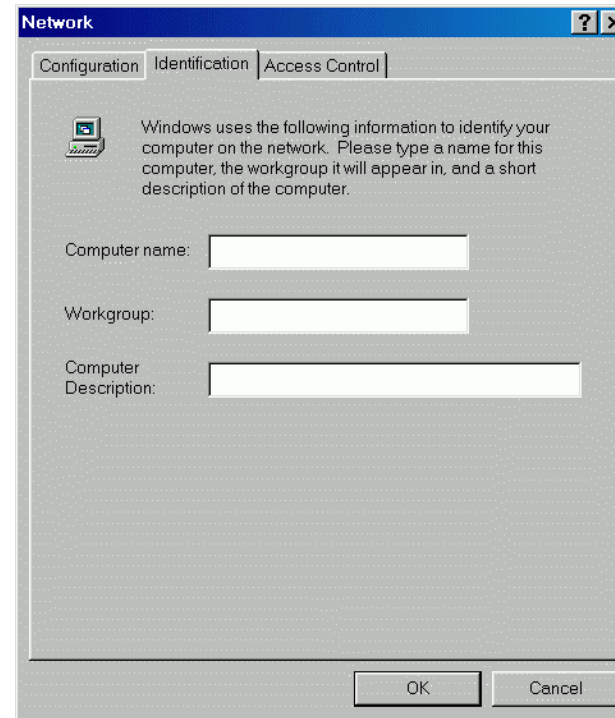 Network
Configuration Identification Access Control
Windows uses the following information to identify your
computer on the network. Please type a name for this
computer, the workgroup it will appear in, and a short
description of the computer.
Computer name:
Workgroup:
Computer
Description:
OK Cancel